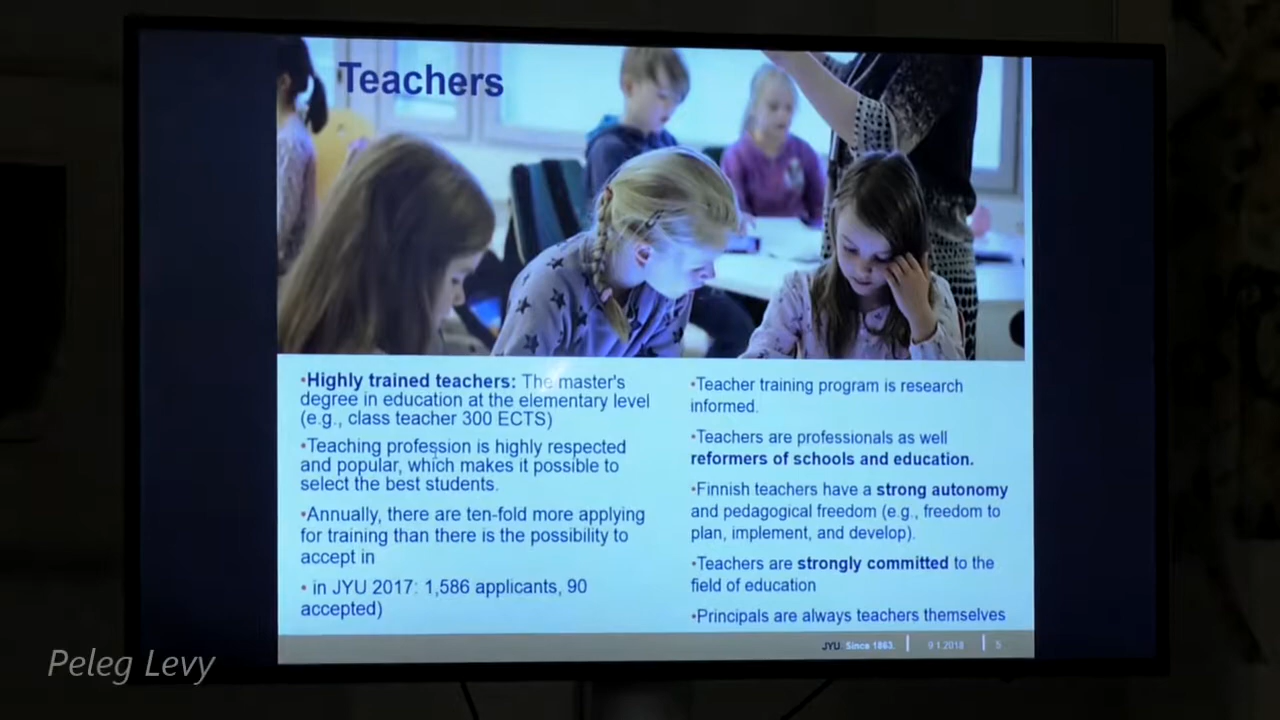 Teachers
•Highly trained teachers: The master's
degree in education at the elementary level
(e.g., class teacher 300 ECTS)
•Teaching profession is highly respected
and popular, which makes it possible to
select the best students.
•Annually, there are ten-fold more applying
for training than there is the possibility to
accept in
• in JYU 2017: 1,586 applicants, 90
accepted)
•Teacher training program is research
informed.
•Teachers are professionals as well
reformers of schools and education.
•Finnish teachers have a strong autonomy
and pedagogical freedom (e.g., freedom to
plan, implement, and develop).
•Teachers are strongly committed to the
field of education
•Principals are always teachers themselves
JYU. Since 1863. 9.1.2018 5
Peleg Levy